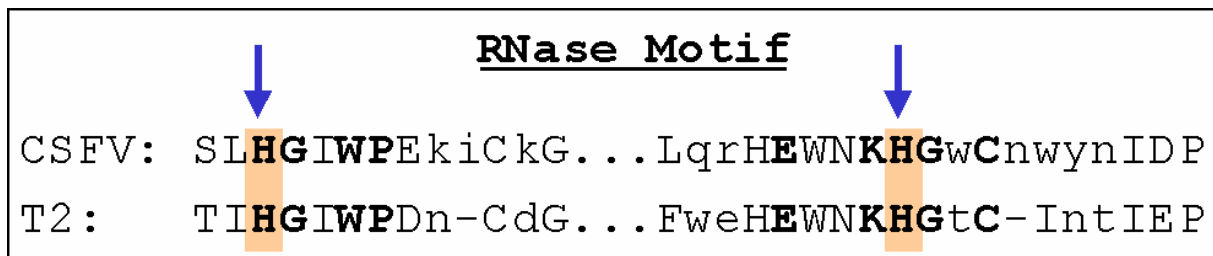 RNase Motif
CSFV: SLHGIWPEkiCkG...LqrHEWNKHGwCnwynIDP
T2: TIHGIWPDn-CdG...FweHEWNKHGtC-IntIEP